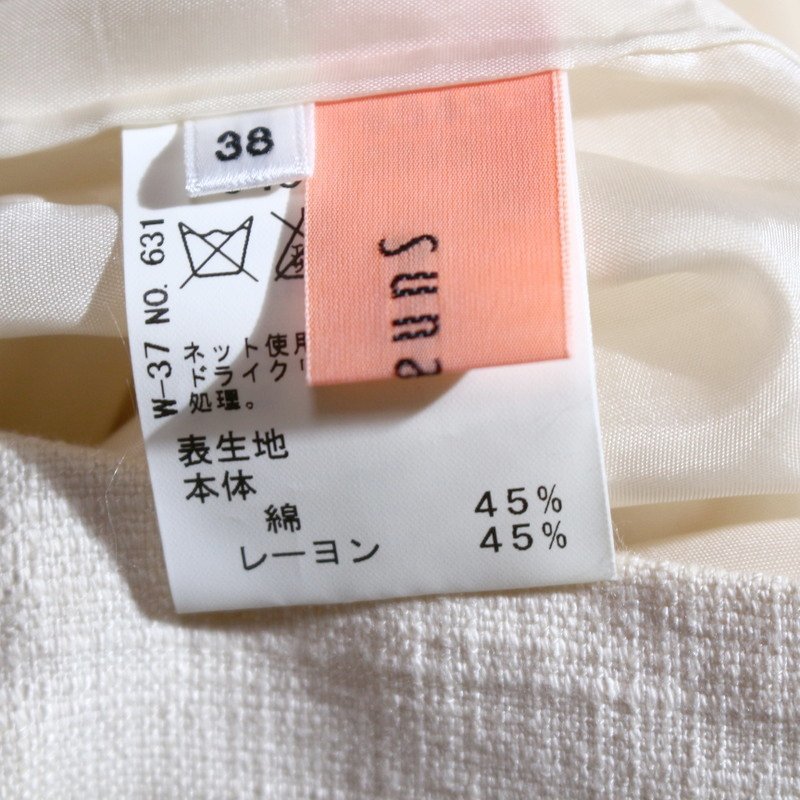 38
W-37 NO. 631
ネット使用
ドライク
処理。
表生地
本体
綿 45%
レーヨン 45%